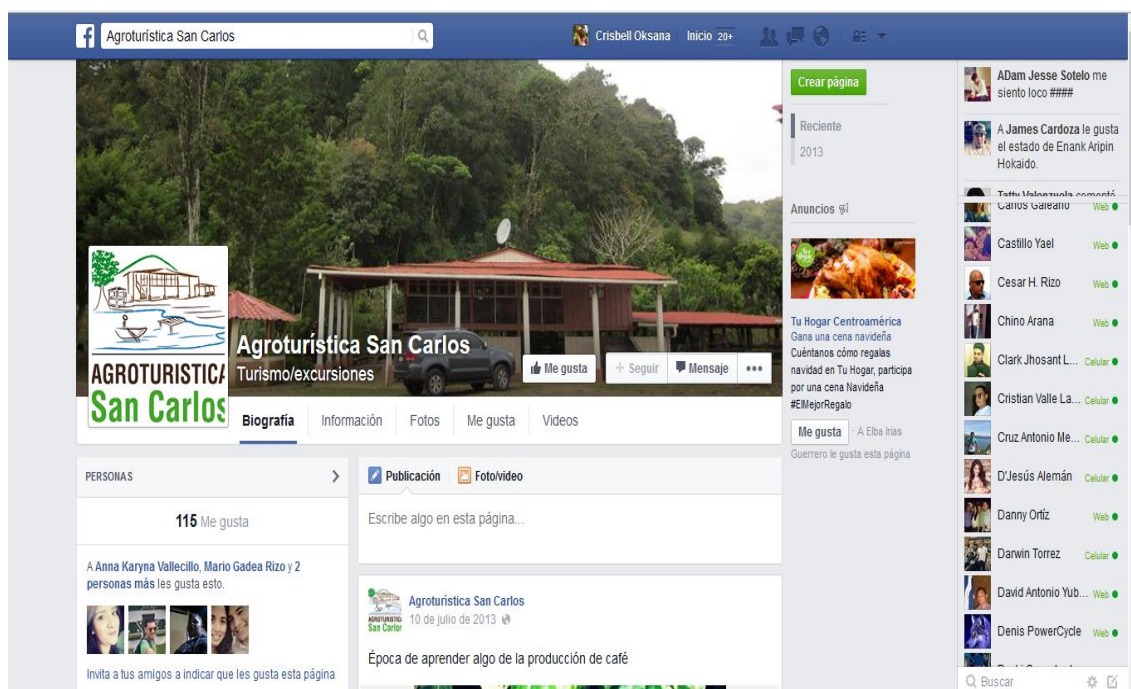 Agroturística San Carlos
Crisbell Oksana
Inicio 20+
AGROTURISTICA
San Carlos
Agroturística San Carlos
Turismo/excursiones
Me gusta
+ Seguir
Mensaje
Biografía
Información
Fotos
Me gusta
Videos
PERSONAS
115 Me gusta
A Anna Karyna Vallecillo, Mario Gadea Rizo y 2
personas más les gusta esto.
Invita a tus amigos a indicar que les gusta esta página
Publicación
Foto/video
Escribe algo en esta página...
Agroturistica San Carlos
10 de julio de 2013
Época de aprender algo de la producción de café
Crear página
Reciente
2013
Anuncios
Tu Hogar Centroamérica
Gana una cena navideña
Cuéntanos cómo regalas
navidad en Tu Hogar, participa
por una cena Navideña
#ElMejorRegalo
Me gusta · A Elba Irias
Guerrero le gusta esta página
ADam Jesse Sotelo me
siento loco ####
A James Cardoza le gusta
el estado de Enank Aripin
Hokaido.
Tatty Valenzuela comentó
Carlos Galeano Web
Castillo Yael Web
Cesar H. Rizo Web
Chino Arana Web
Clark Jhosant L... Celular
Cristian Valle La... Celular
Cruz Antonio Me... Celular
D'Jesús Alemán Celular
Danny Ortíz Web
Darwin Torrez Celular
David Antonio Yub... Web
Denis PowerCycle Web
Buscar